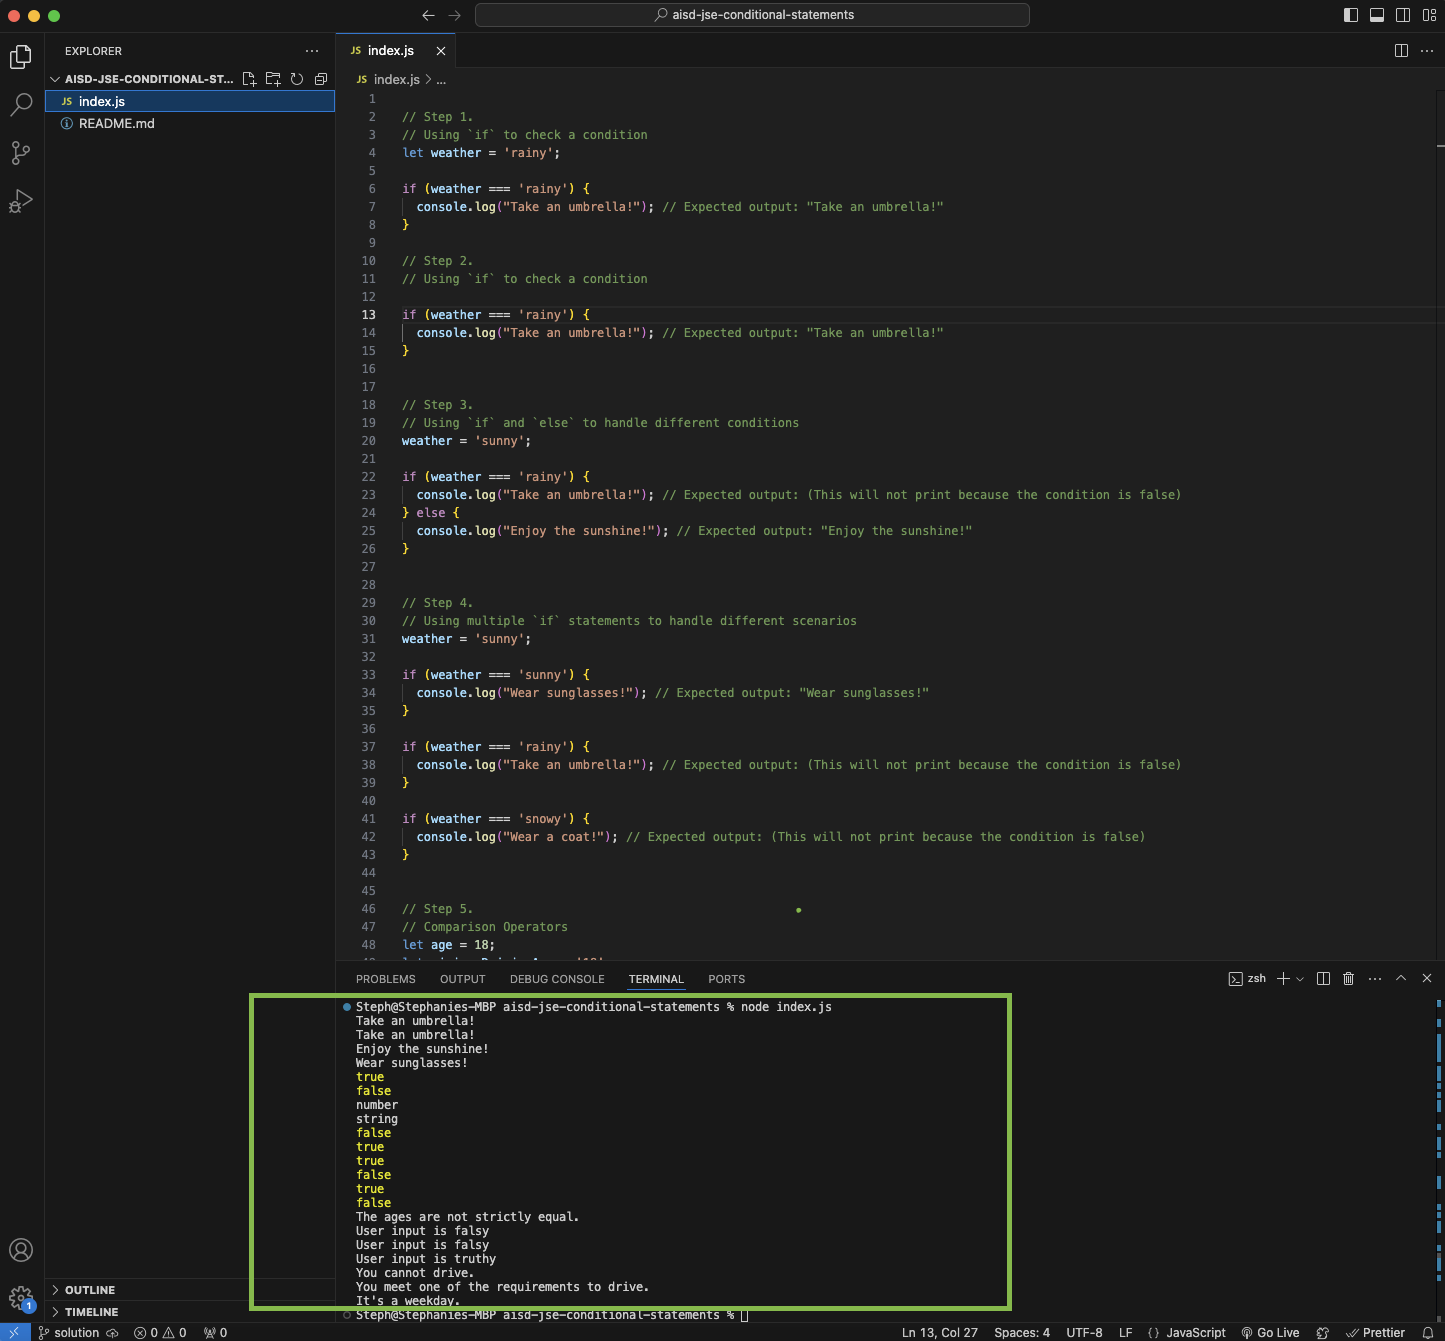 aisd-jse-conditional-statements
EXPLORER
AISD-JSE-CONDITIONAL-ST...
JS index.js
README.md
JS index.js
JS index.js > ...
1
2 // Step 1.
3 // Using `if` to check a condition
4 let weather = 'rainy';
5
6 if (weather === 'rainy') {
7 console.log("Take an umbrella!"); // Expected output: "Take an umbrella!"
8 }
9
10 // Step 2.
11 // Using `if` to check a condition
12
13 if (weather === 'rainy') {
14 console.log("Take an umbrella!"); // Expected output: "Take an umbrella!"
15 }
16
17
18 // Step 3.
19 // Using `if` and `else` to handle different conditions
20 weather = 'sunny';
21
22 if (weather === 'rainy') {
23 console.log("Take an umbrella!"); // Expected output: (This will not print because the condition is false)
24 } else {
25 console.log("Enjoy the sunshine!"); // Expected output: "Enjoy the sunshine!"
26 }
27
28
29 // Step 4.
30 // Using multiple `if` statements to handle different scenarios
31 weather = 'sunny';
32
33 if (weather === 'sunny') {
34 console.log("Wear sunglasses!"); // Expected output: "Wear sunglasses!"
35 }
36
37 if (weather === 'rainy') {
38 console.log("Take an umbrella!"); // Expected output: (This will not print because the condition is false)
39 }
40
41 if (weather === 'snowy') {
42 console.log("Wear a coat!"); // Expected output: (This will not print because the condition is false)
43 }
44
45
46 // Step 5.
47 // Comparison Operators
48 let age = 18;
PROBLEMS OUTPUT DEBUG CONSOLE TERMINAL PORTS zsh
Steph@Stephanies-MBP aisd-jse-conditional-statements % node index.js
Take an umbrella!
Take an umbrella!
Enjoy the sunshine!
Wear sunglasses!
true
false
number
string
false
true
true
false
true
false
The ages are not strictly equal.
User input is falsy
User input is falsy
User input is truthy
You cannot drive.
You meet one of the requirements to drive.
It's a weekday.
Steph@Stephanies-MBP aisd-jse-conditional-statements %
OUTLINE
TIMELINE
1
solution 0 0 0 Ln 13, Col 27 Spaces: 4 UTF-8 LF {} JavaScript Go Live Prettier